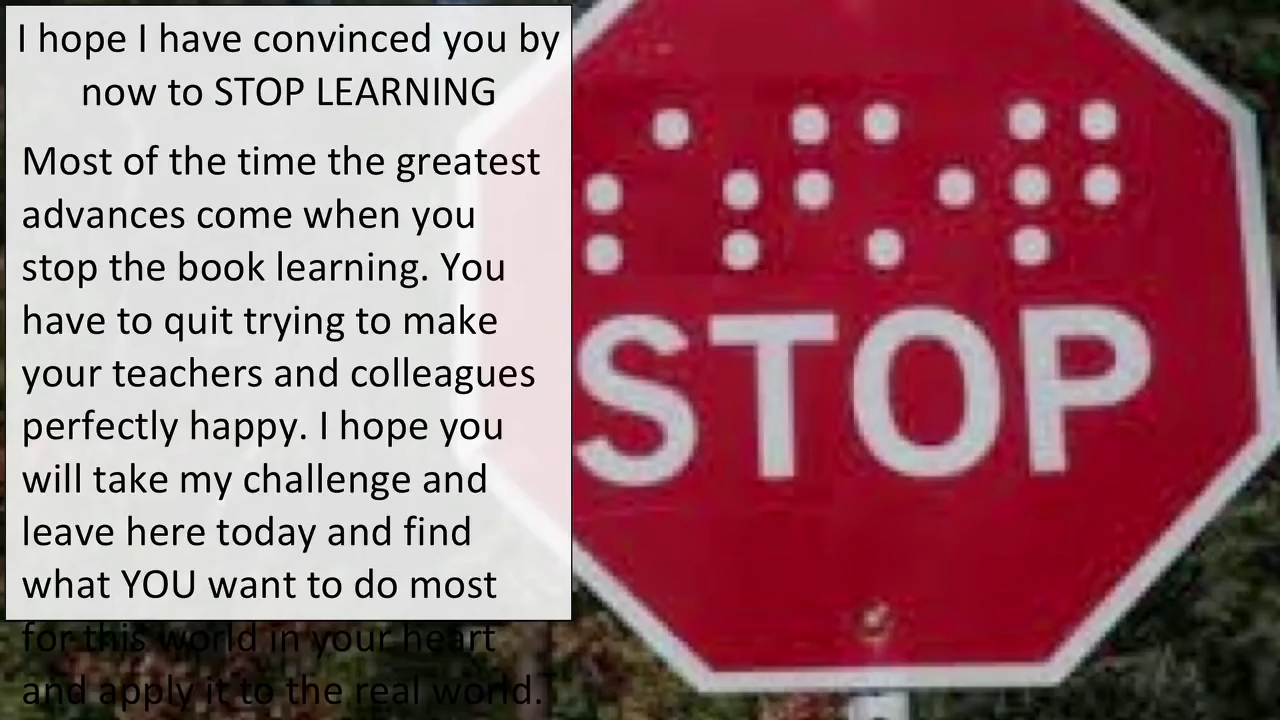 I hope I have convinced you by
now to STOP LEARNING
Most of the time the greatest
advances come when you
stop the book learning. You
have to quit trying to make
your teachers and colleagues
perfectly happy. I hope you
will take my challenge and
leave here today and find
what YOU want to do most
for this world in your heart
and apply it to the real world.
⠎⠞⠕⠏
STOP